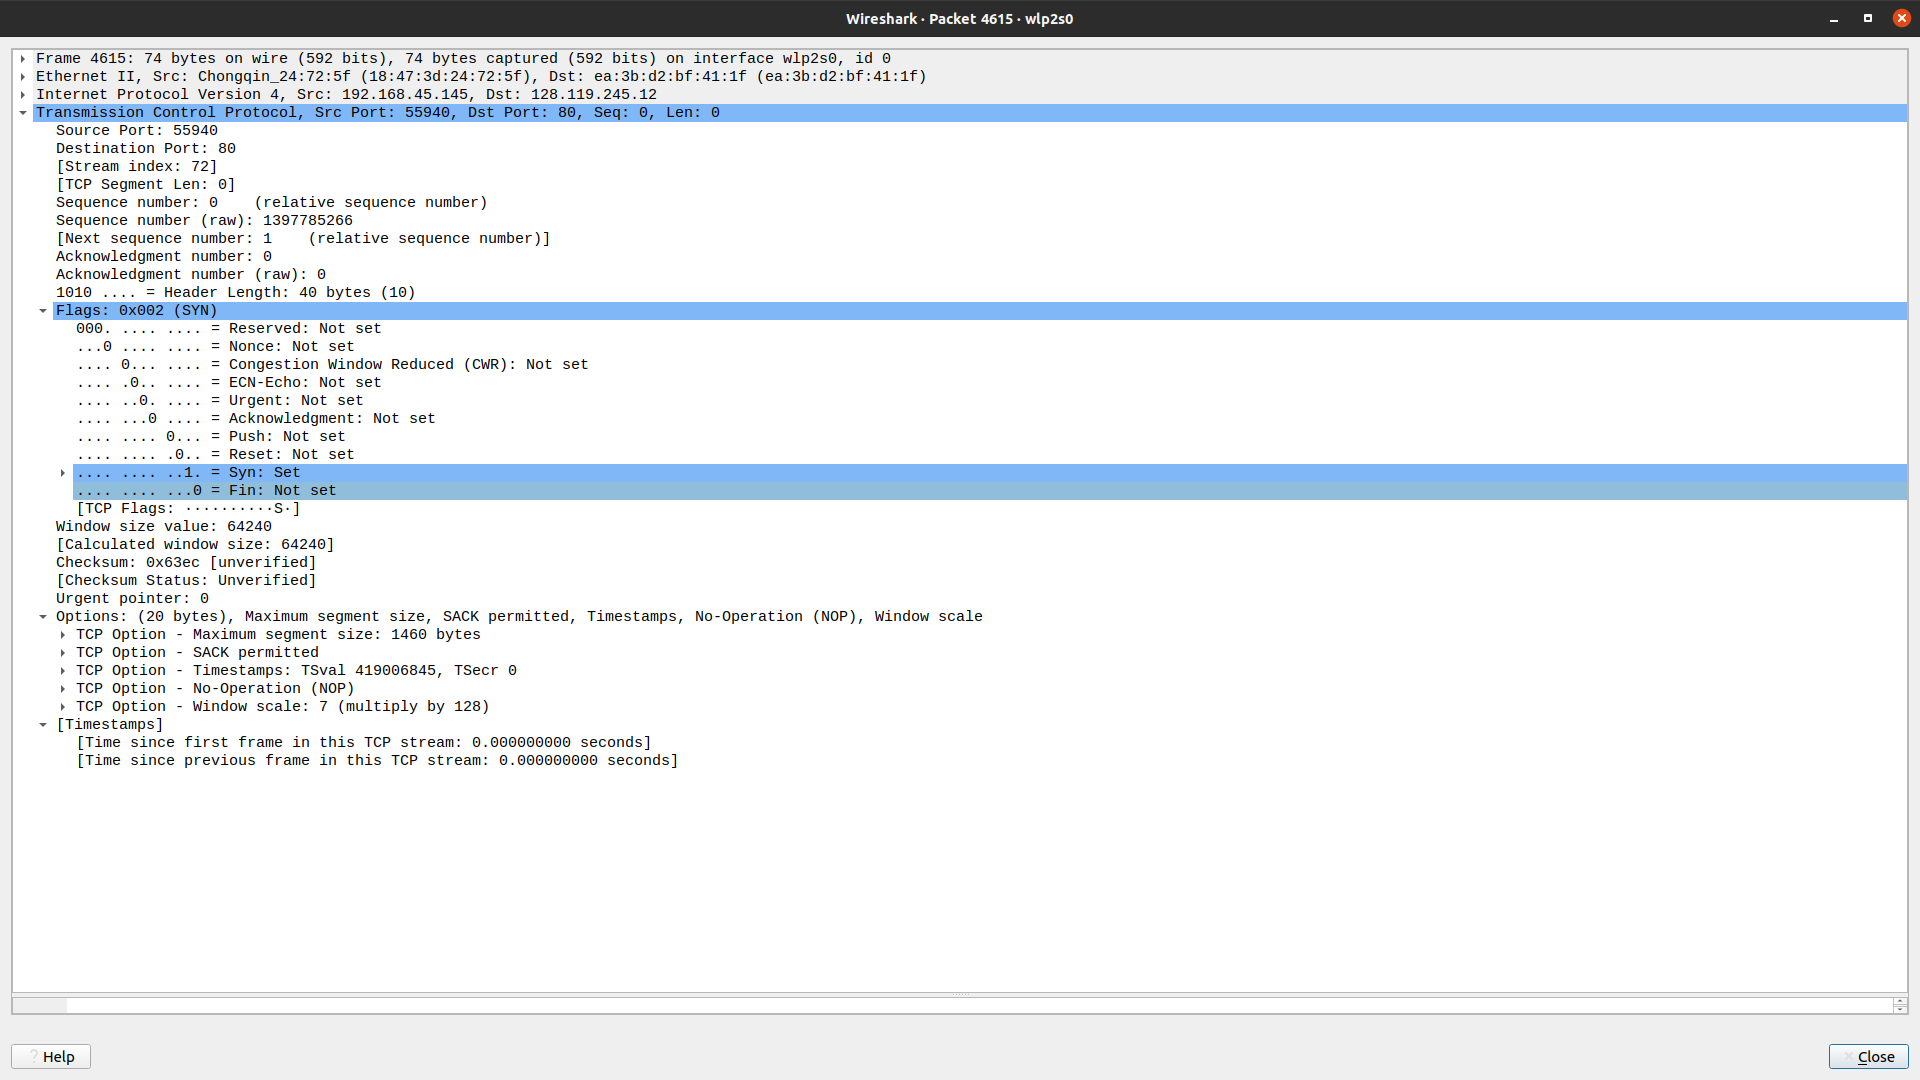 Wireshark · Packet 4615 · wlp2s0
Frame 4615: 74 bytes on wire (592 bits), 74 bytes captured (592 bits) on interface wlp2s0, id 0
Ethernet II, Src: Chongqin_24:72:5f (18:47:3d:24:72:5f), Dst: ea:3b:d2:bf:41:1f (ea:3b:d2:bf:41:1f)
Internet Protocol Version 4, Src: 192.168.45.145, Dst: 128.119.245.12
Transmission Control Protocol, Src Port: 55940, Dst Port: 80, Seq: 0, Len: 0
Source Port: 55940
Destination Port: 80
[Stream index: 72]
[TCP Segment Len: 0]
Sequence number: 0    (relative sequence number)
Sequence number (raw): 1397785266
[Next sequence number: 1    (relative sequence number)]
Acknowledgment number: 0
Acknowledgment number (raw): 0
1010 .... = Header Length: 40 bytes (10)
Flags: 0x002 (SYN)
000. .... .... = Reserved: Not set
...0 .... .... = Nonce: Not set
.... 0... .... = Congestion Window Reduced (CWR): Not set
.... .0.. .... = ECN-Echo: Not set
.... ..0. .... = Urgent: Not set
.... ...0 .... = Acknowledgment: Not set
.... .... 0... = Push: Not set
.... .... .0.. = Reset: Not set
.... .... ..1. = Syn: Set
.... .... ...0 = Fin: Not set
[TCP Flags: ··········S·]
Window size value: 64240
[Calculated window size: 64240]
Checksum: 0x63ec [unverified]
[Checksum Status: Unverified]
Urgent pointer: 0
Options: (20 bytes), Maximum segment size, SACK permitted, Timestamps, No-Operation (NOP), Window scale
TCP Option - Maximum segment size: 1460 bytes
TCP Option - SACK permitted
TCP Option - Timestamps: TSval 419006845, TSecr 0
TCP Option - No-Operation (NOP)
TCP Option - Window scale: 7 (multiply by 128)
[Timestamps]
[Time since first frame in this TCP stream: 0.000000000 seconds]
[Time since previous frame in this TCP stream: 0.000000000 seconds]
Help
Close